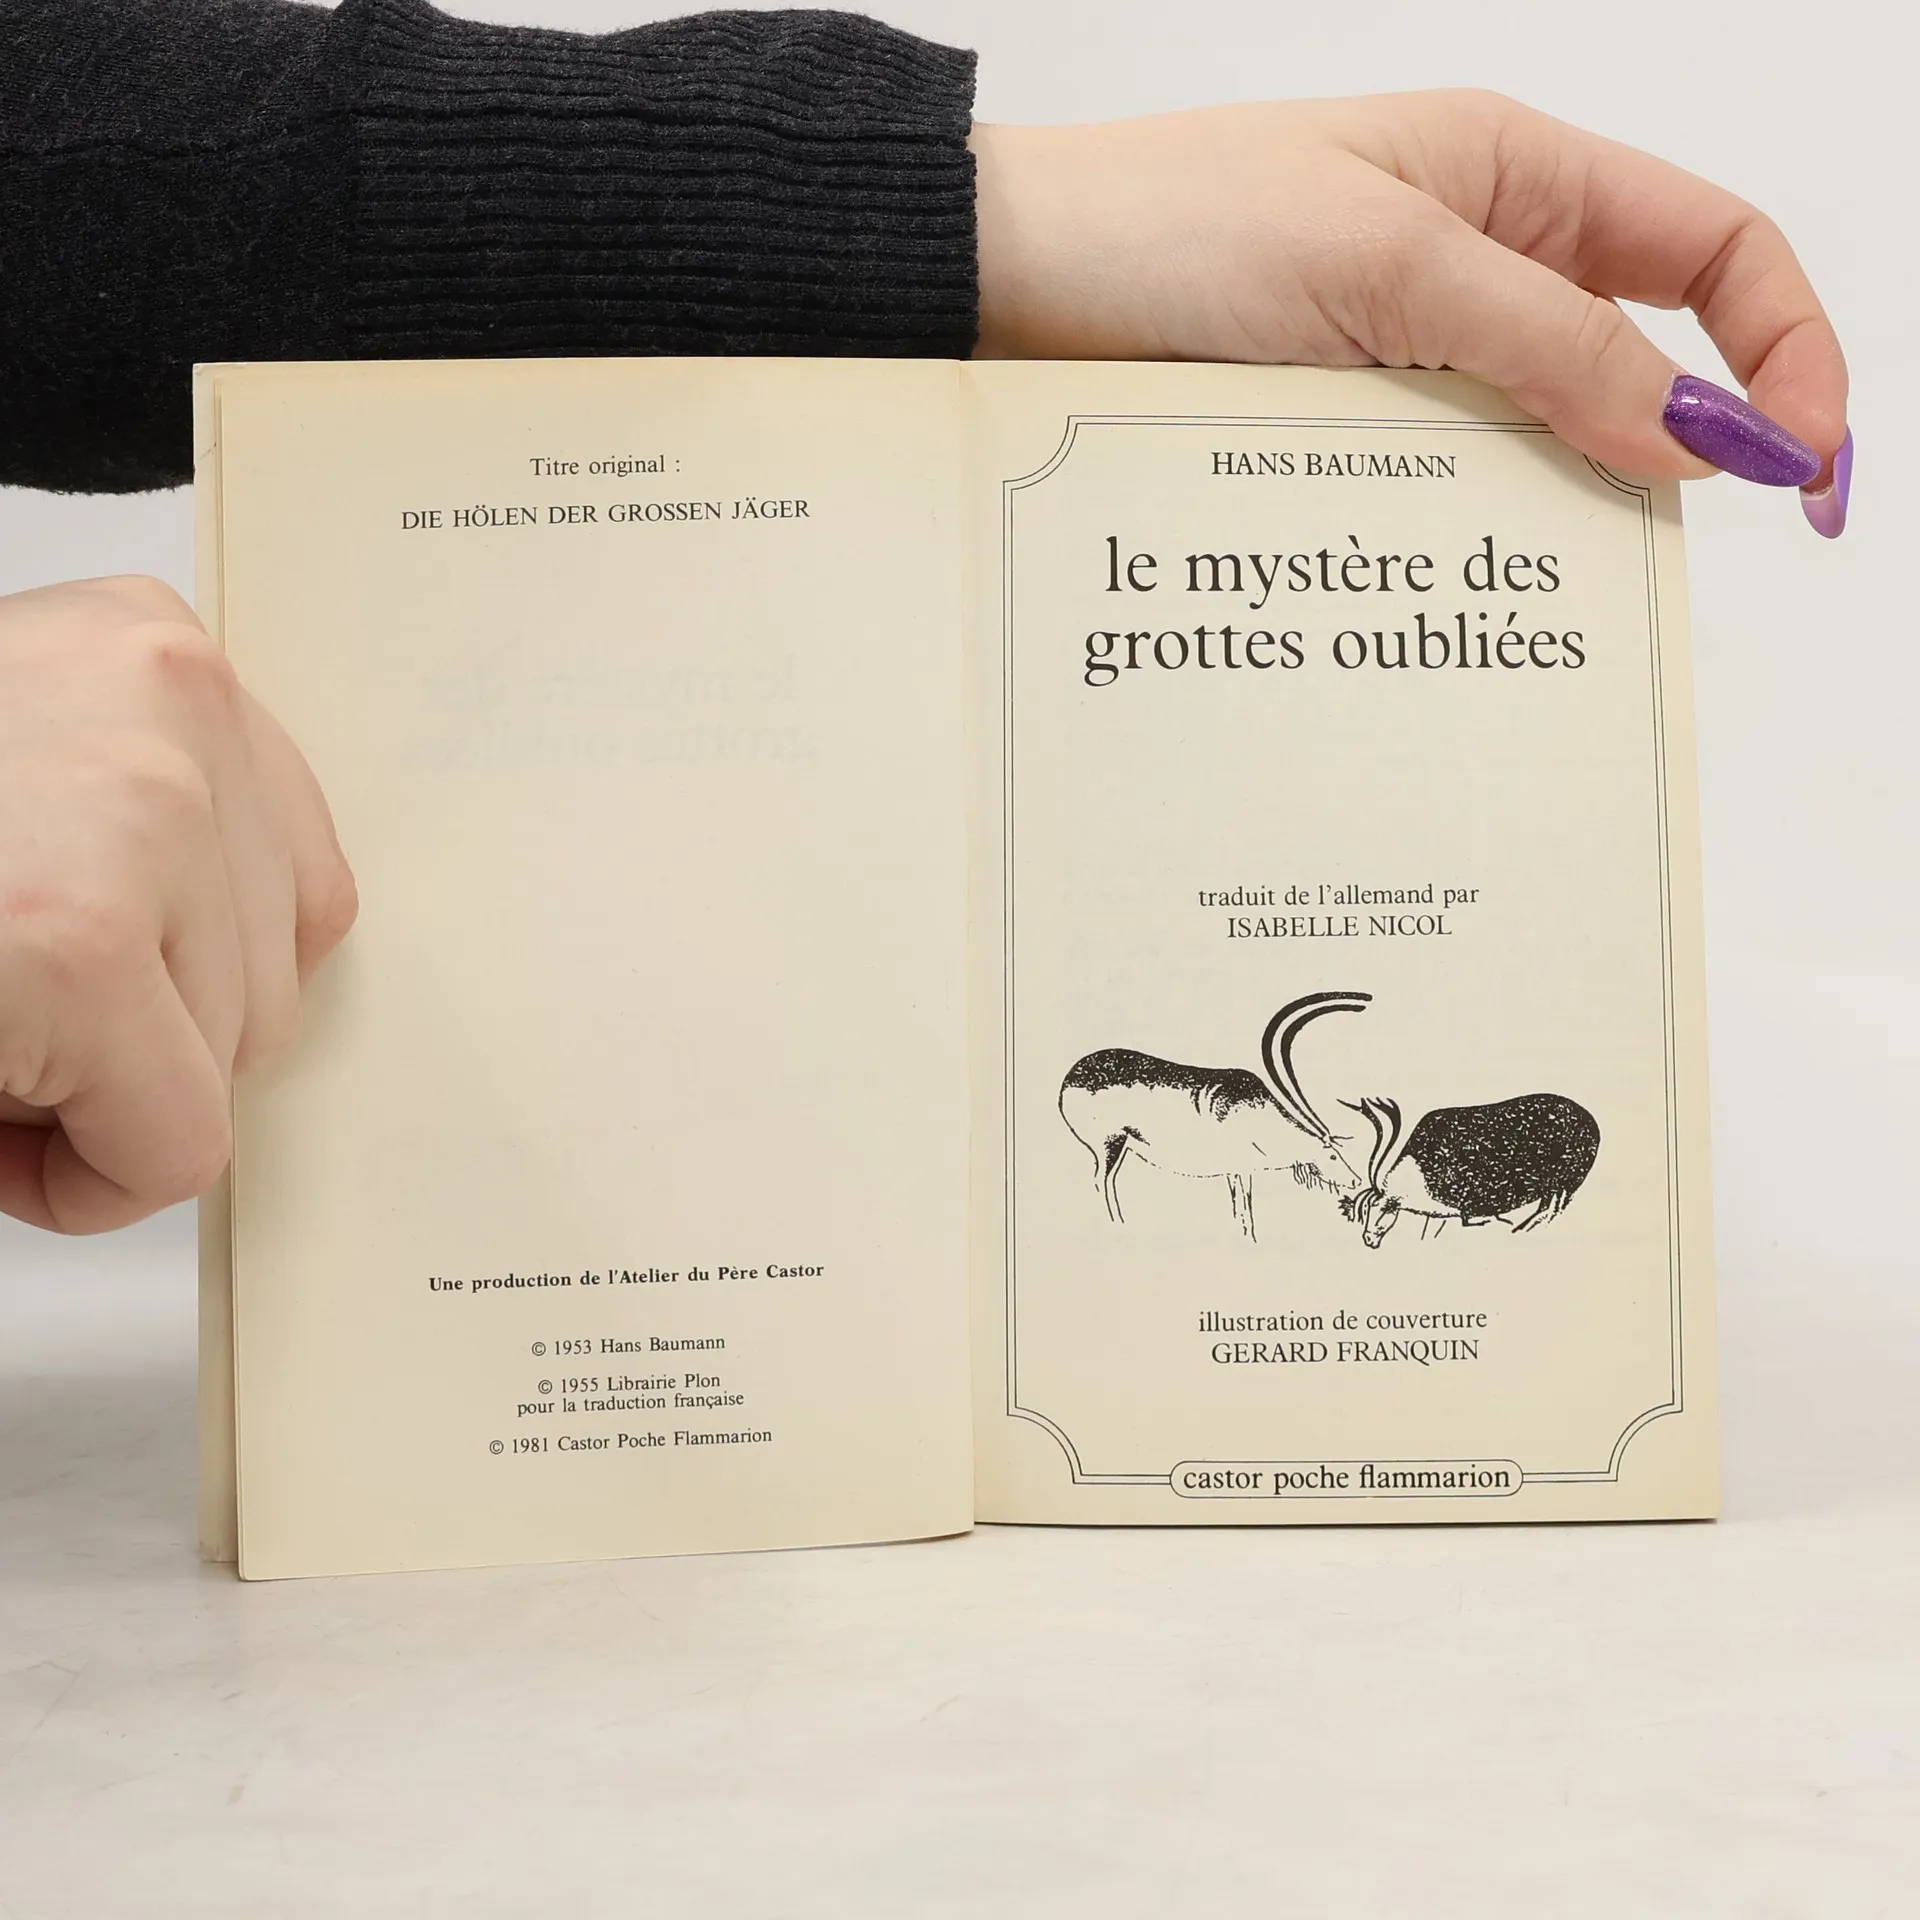 Titre original :
DIE HÖLEN DER GROSSEN JÄGER
Une production de l'Atelier du Père Castor
© 1953 Hans Baumann
© 1955 Librairie Plon
pour la traduction française
© 1981 Castor Poche Flammarion
HANS BAUMANN
le mystère des
grottes oubliées
traduit de l'allemand par
ISABELLE NICOL
illustration de couverture
GERARD FRANQUIN
castor poche flammarion